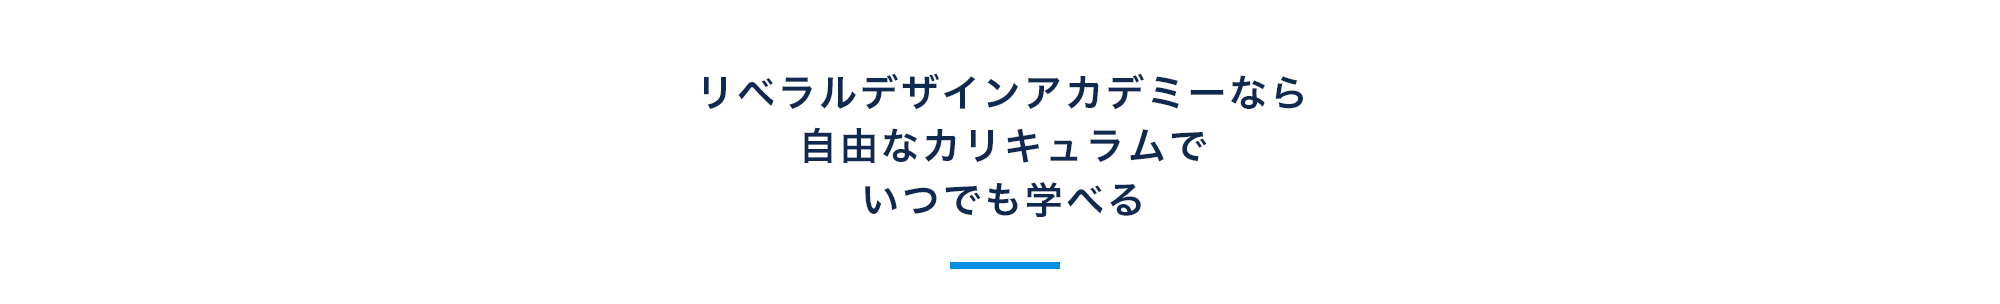 リベラルデザインアカデミーなら
自由なカリキュラムで
いつでも学べる